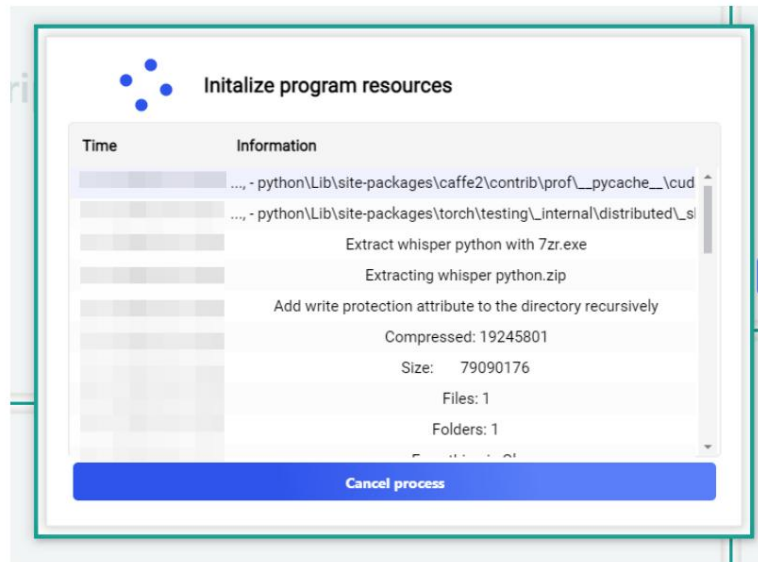 ri
Initalize program resources
Time Information
..., - python\Lib\site-packages\caffe2\contrib\prof\__pycache__\cud
..., - python\Lib\site-packages\torch\testing\_internal\distributed\_sl
Extract whisper python with 7zr.exe
Extracting whisper python.zip
Add write protection attribute to the directory recursively
Compressed: 19245801
Size: 79090176
Files: 1
Folders: 1
Cancel process